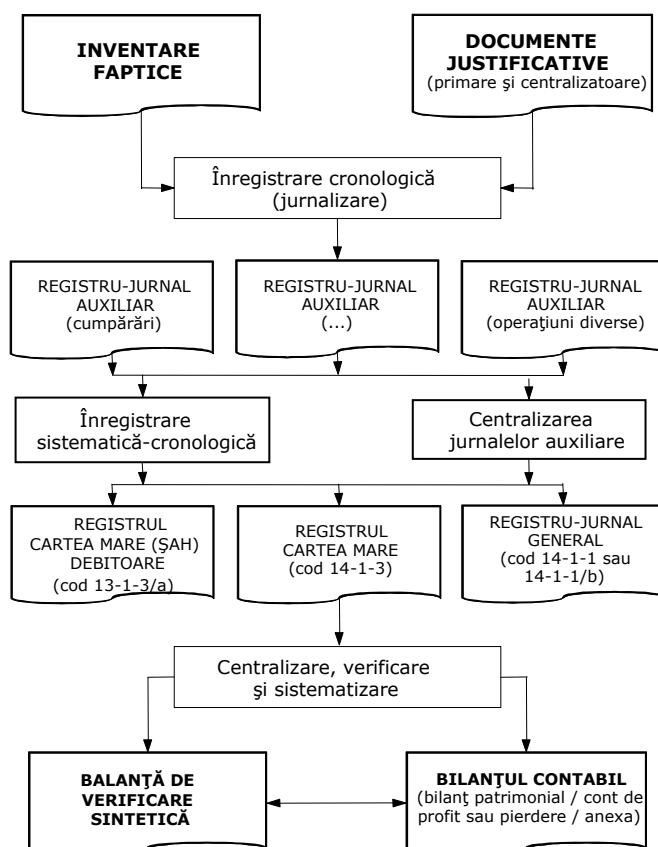 INVENTARE
FAPTICE
DOCUMENTE
JUSTIFICATIVE
(primare şi centralizatoare)
Înregistrare cronologică
(jurnalizare)
REGISTRU-JURNAL
AUXILIAR
(cumpărări)
REGISTRU-JURNAL
AUXILIAR
(...)
REGISTRU-JURNAL
AUXILIAR
(operaţiuni diverse)
Înregistrare
sistematică-cronologică
Centralizarea
jurnalelor auxiliare
REGISTRUL
CARTEA MARE (ŞAH)
DEBITOARE
(cod 13-1-3/a)
REGISTRUL
CARTEA MARE
(cod 14-1-3)
REGISTRU-JURNAL
GENERAL
(cod 14-1-1 sau
14-1-1/b)
Centralizare, verificare
şi sistematizare
BALANŢĂ DE
VERIFICARE
SINTETICĂ
BILANŢUL CONTABIL
(bilanţ patrimonial / cont de
profit sau pierdere / anexa)